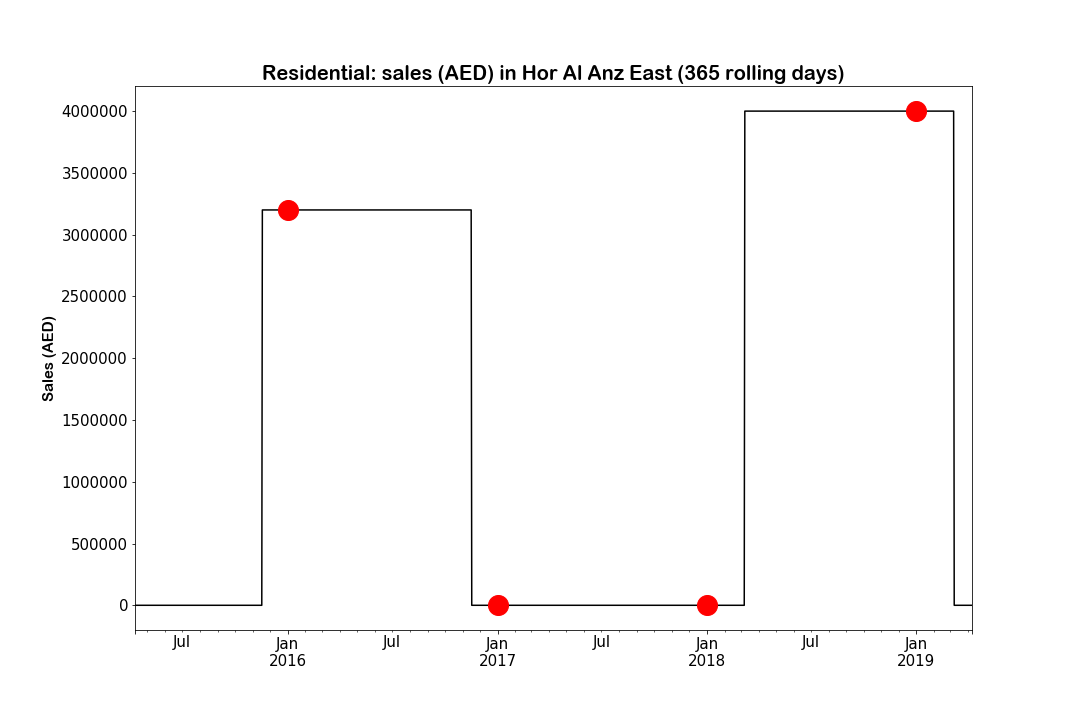 Residential: sales (AED) in Hor Al Anz East (365 rolling days)
Sales (AED)
4000000
3500000
3000000
2500000
2000000
1500000
1000000
500000
0
Jul
Jan
2016
Jul
Jan
2017
Jul
Jan
2018
Jul
Jan
2019